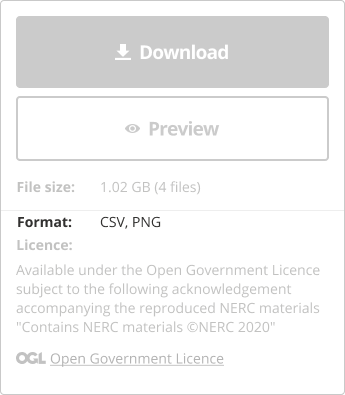 Download
Preview
File size: 1.02 GB (4 files)
Format: CSV, PNG
Licence:
Available under the Open Government Licence
subject to the following acknowledgement
accompanying the reproduced NERC materials
"Contains NERC materials ©NERC 2020"
OGL Open Government Licence